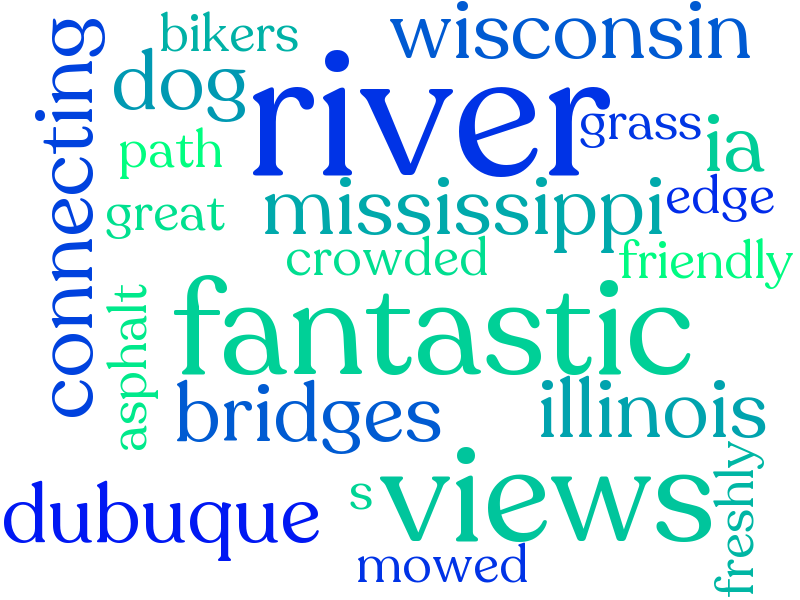 bikers
wisconsin
connecting
dog
river
grass
ia
path
great
mississippi
edge
crowded
friendly
asphalt
fantastic
bridges
illinois
views
freshly
dubuque
s
mowed